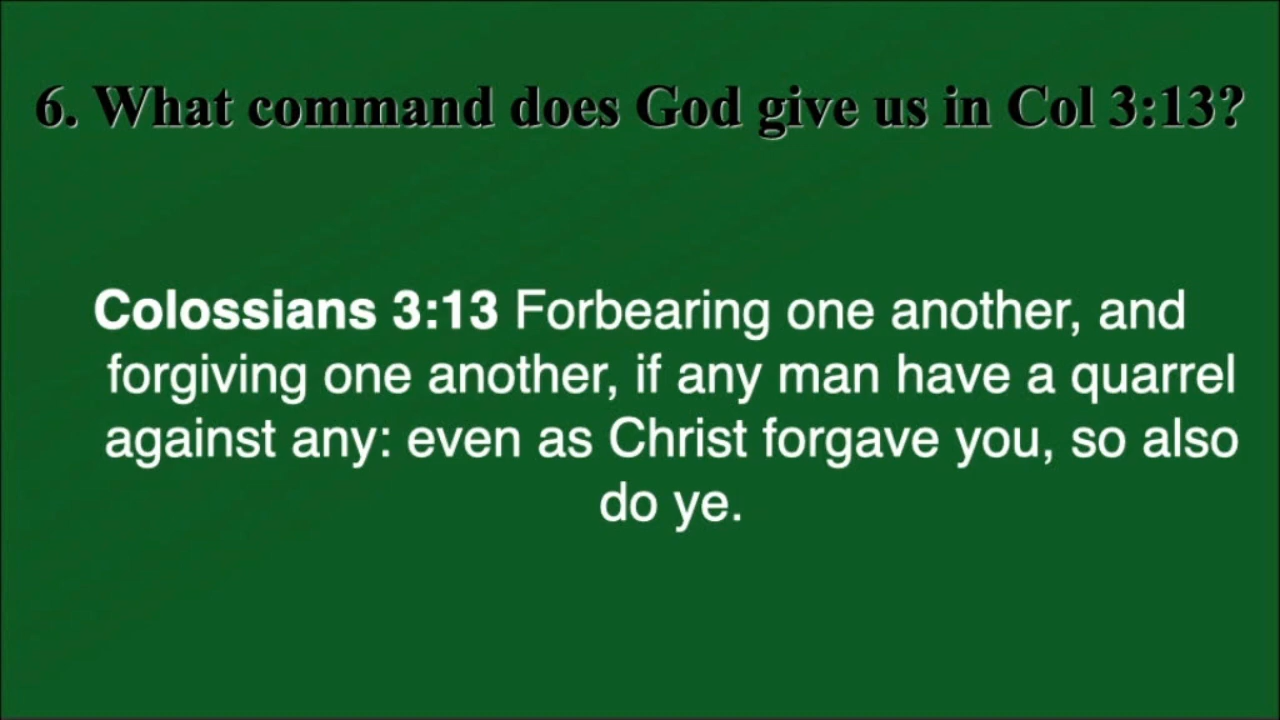 6. What command does God give us in Col 3:13?
Colossians 3:13 Forbearing one another, and
forgiving one another, if any man have a quarrel
against any: even as Christ forgave you, so also
do ye.